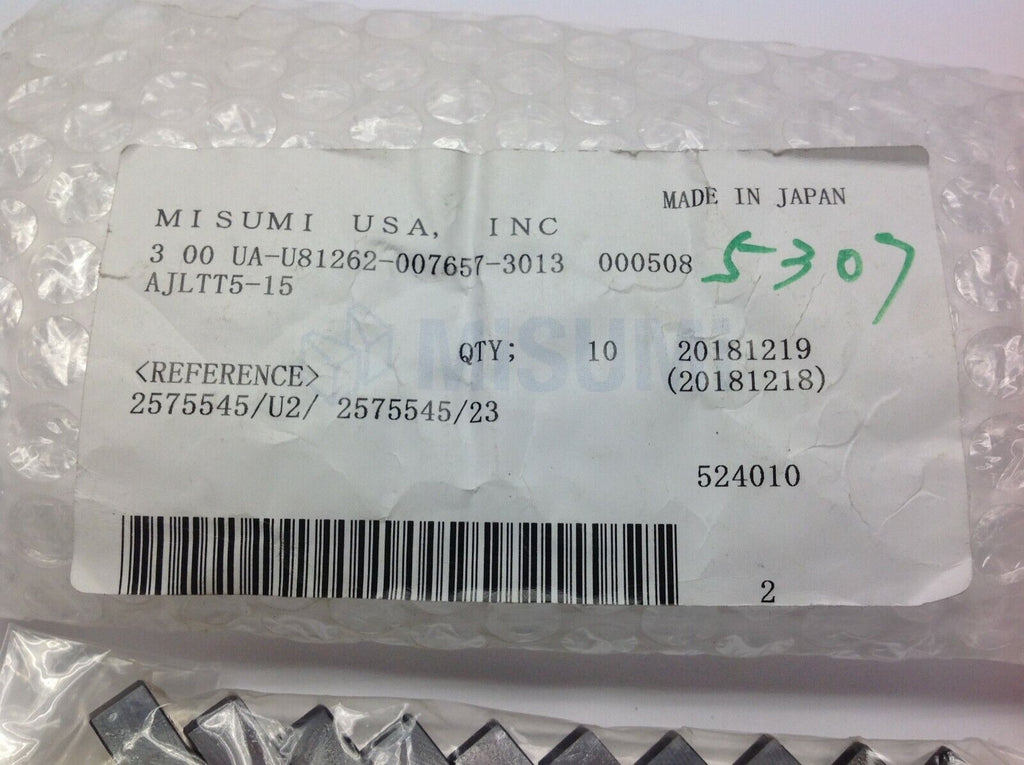 MADE IN JAPAN
MISUMI USA, INC
3 00 UA-U81262-007657-3013 000508 5307
AJLTT5-15
MISUMI
QTY; 10 20181219
<REFERENCE> (20181218)
2575545/U2/ 2575545/23
524010
2